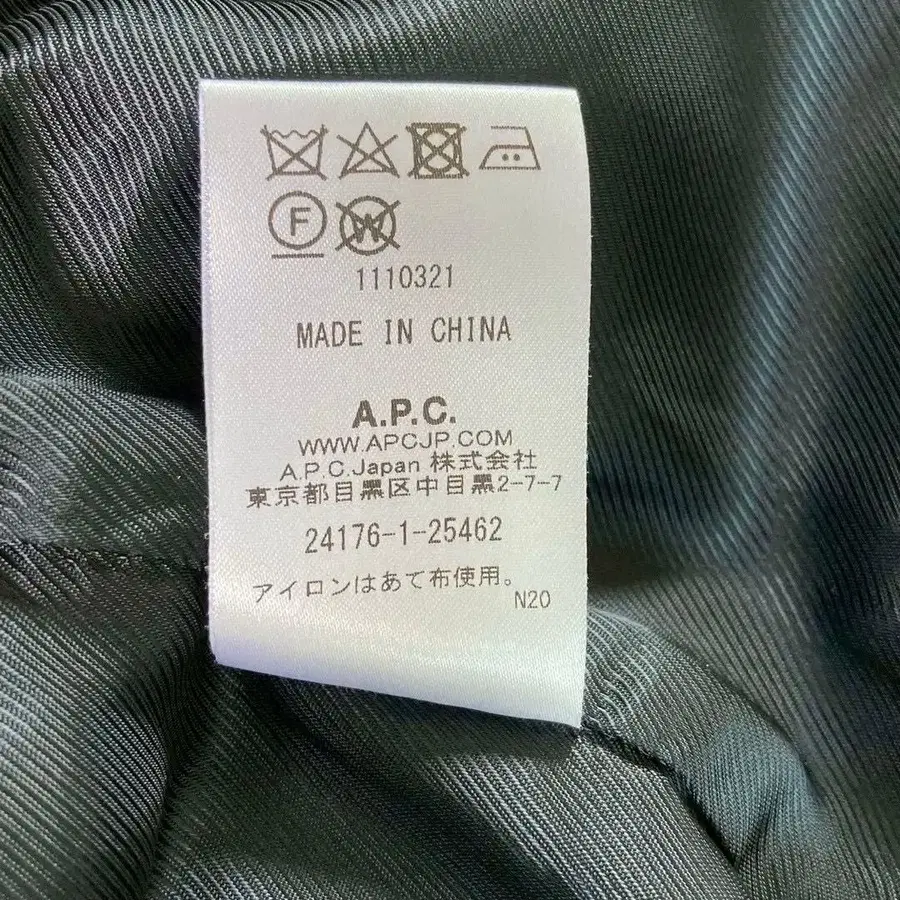 F W
1110321
MADE IN CHINA
A.P.C.
WWW.APCJP.COM
A.P.C.Japan 株式会社
東京都目黒区中目黒2-7-7
24176-1-25462
アイロンはあて布使用。
N20